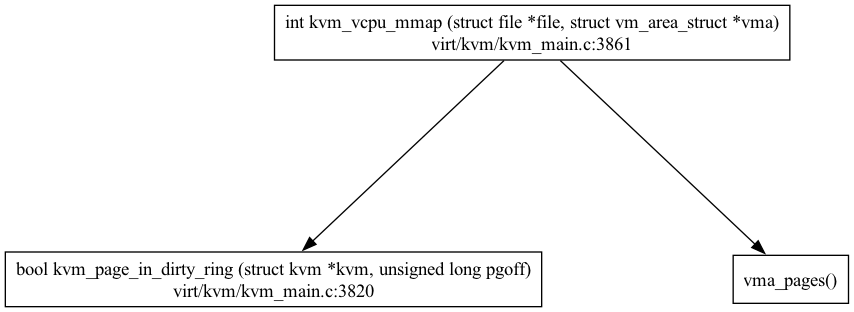 int kvm_vcpu_mmap (struct file *file, struct vm_area_struct *vma)
virt/kvm/kvm_main.c:3861
bool kvm_page_in_dirty_ring (struct kvm *kvm, unsigned long pgoff)
virt/kvm/kvm_main.c:3820
vma_pages()